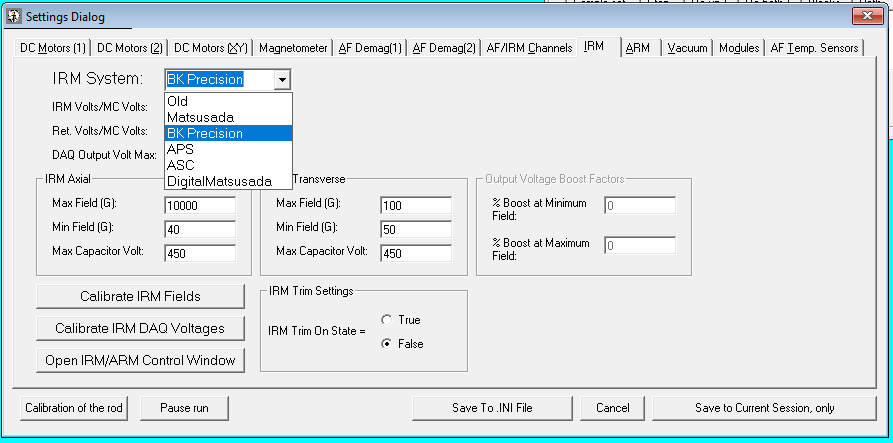 Settings Dialog
DC Motors (1) DC Motors (2) DC Motors (XY) Magnetometer AF Demag(1) AF Demag(2) AF/IRM Channels IRM ARM Vacuum Modules AF Temp. Sensors
IRM System: BK Precision
Old
IRM Volts/MC Volts:
Matsusada
Ret. Volts/MC Volts:
BK Precision
APS
DAQ Output Volt Max:
ASC
DigitalMatsusada
IRM Axial
Max Field (G): 10000
Min Field (G): 40
Max Capacitor Volt: 450
Transverse
Max Field (G): 100
Min Field (G): 50
Max Capacitor Volt: 450
Output Voltage Boost Factors
% Boost at Minimum
Field: 0
% Boost at Maximum
Field: 0
Calibrate IRM Fields
Calibrate IRM DAQ Voltages
Open IRM/ARM Control Window
IRM Trim Settings
True
IRM Trim On State =
False
Calibration of the rod Pause run Save To .INI File Cancel Save to Current Session, only